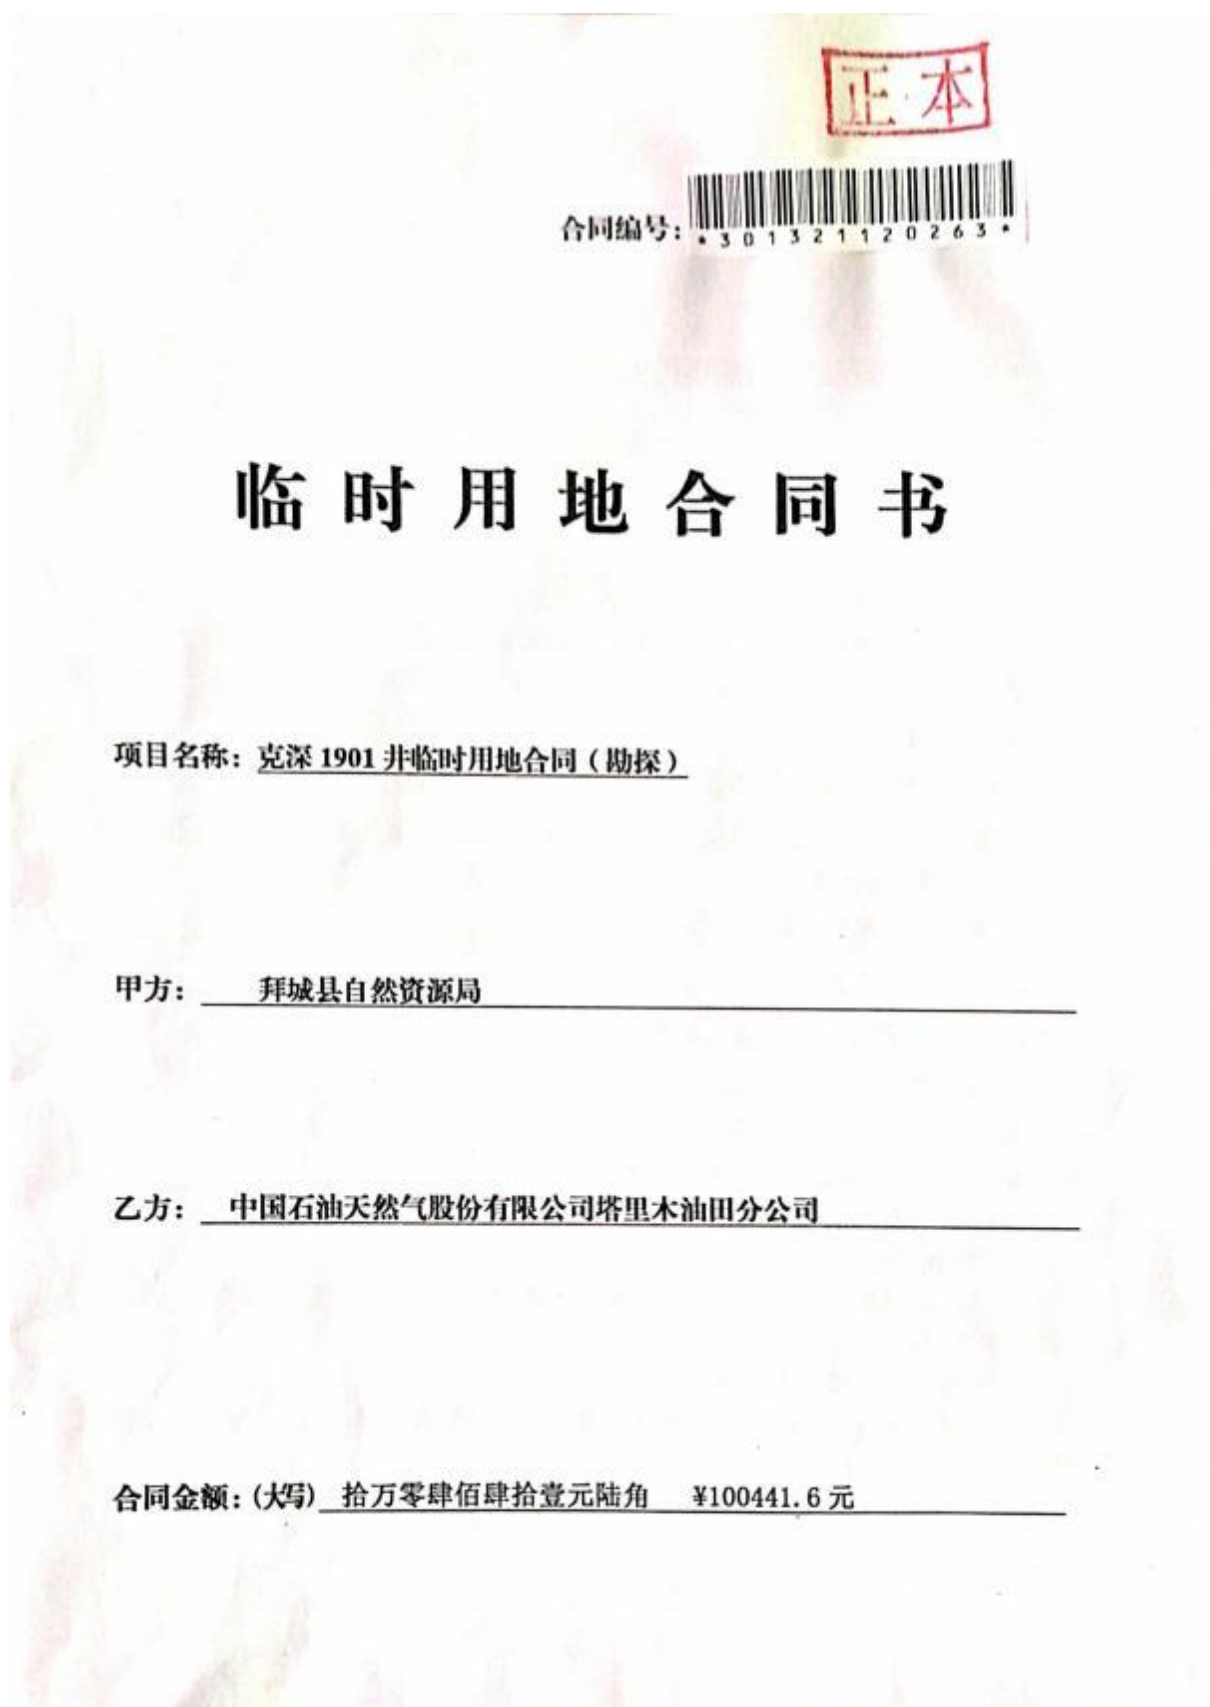 正本
合同编号：*301321120263*
临时用地合同书
项目名称：克深1901井临时用地合同（勘探）
甲方：拜城县自然资源局
乙方：中国石油天然气股份有限公司塔里木油田分公司
合同金额：(大写) 拾万零肆佰肆拾壹元陆角 ¥100441.6元